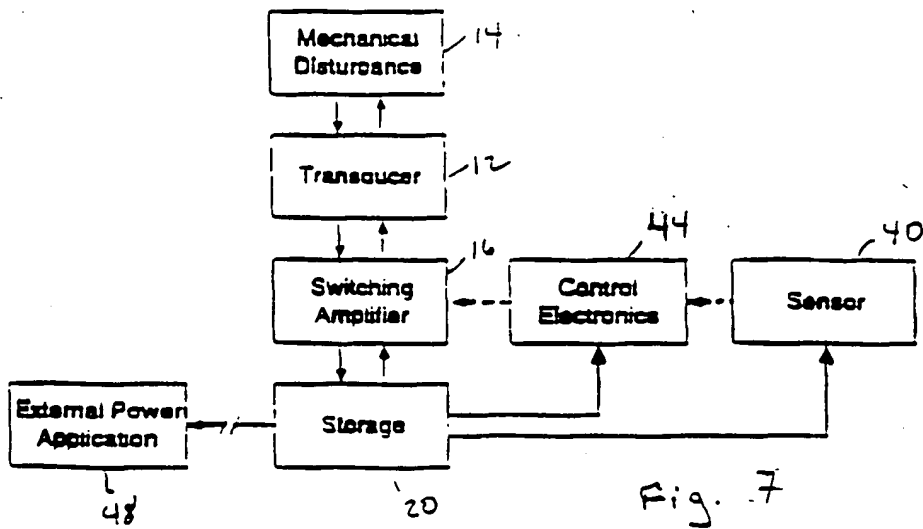 Mechanical
Disturbance
14
Transducer
12
Switching
Amplifier
16
Control
Electronics
44
Sensor
40
External Power
Application
48
Storage
20
Fig. 7